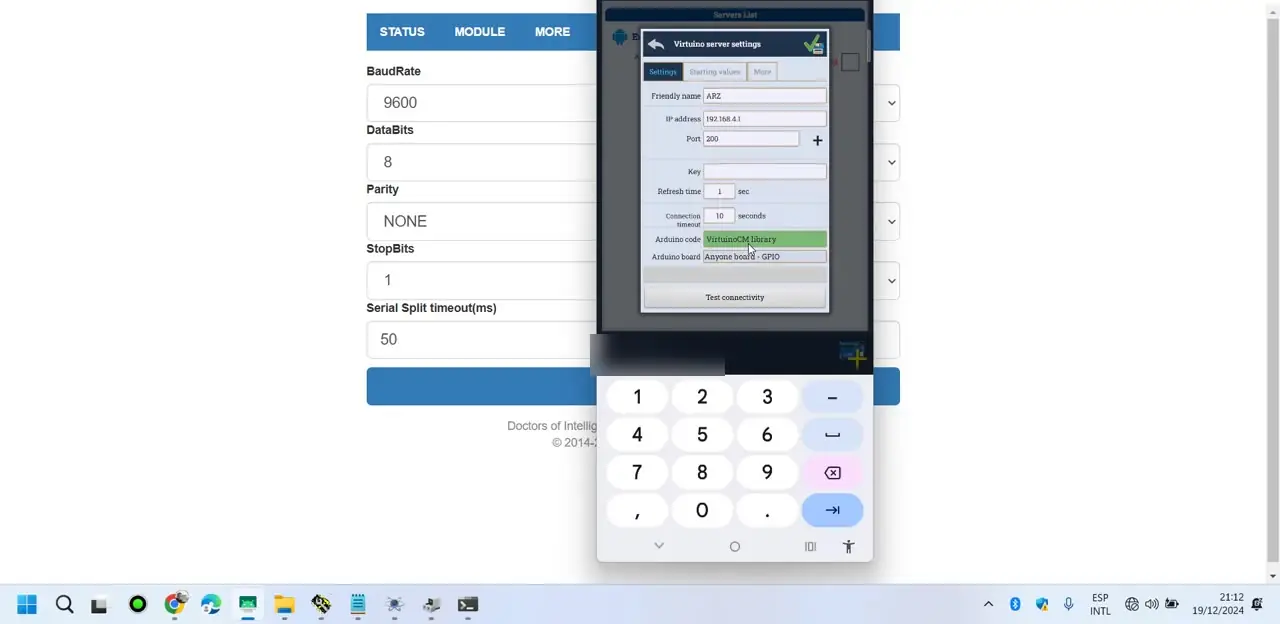 STATUS MODULE MORE
BaudRate
9600
DataBits
8
Parity
NONE
StopBits
1
Serial Split timeout(ms)
50
Doctors of Intellig
© 2014-2
Servers List
Virtuino server settings
Settings Starting values More
Friendly name ARZ
IP address 192.168.4.1
Port 200 +
Key
Refresh time 1 sec
Connection timeout 10 seconds
Arduino code VirtuinoCM library
Arduino board Anyone board - GPIO
Test connectivity
1 2 3 -
4 5 6
7 8 9
, 0 .
ESP
INTL
21:12
19/12/2024